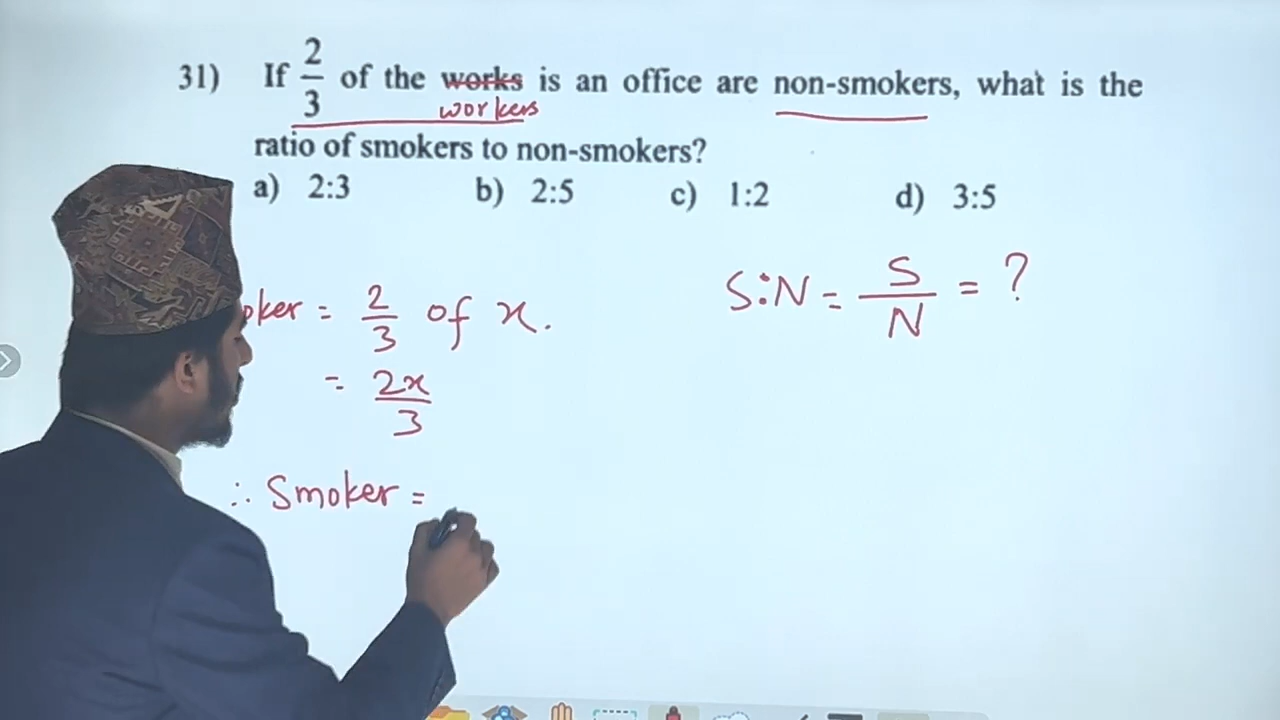 31) If 2/3 of the works is an office are non-smokers, what is the
workers
ratio of smokers to non-smokers?
a) 2:3 b) 2:5 c) 1:2 d) 3:5
S:N = S/N = ?
oker = 2/3 of x.
= 2x/3
∴ Smoker =